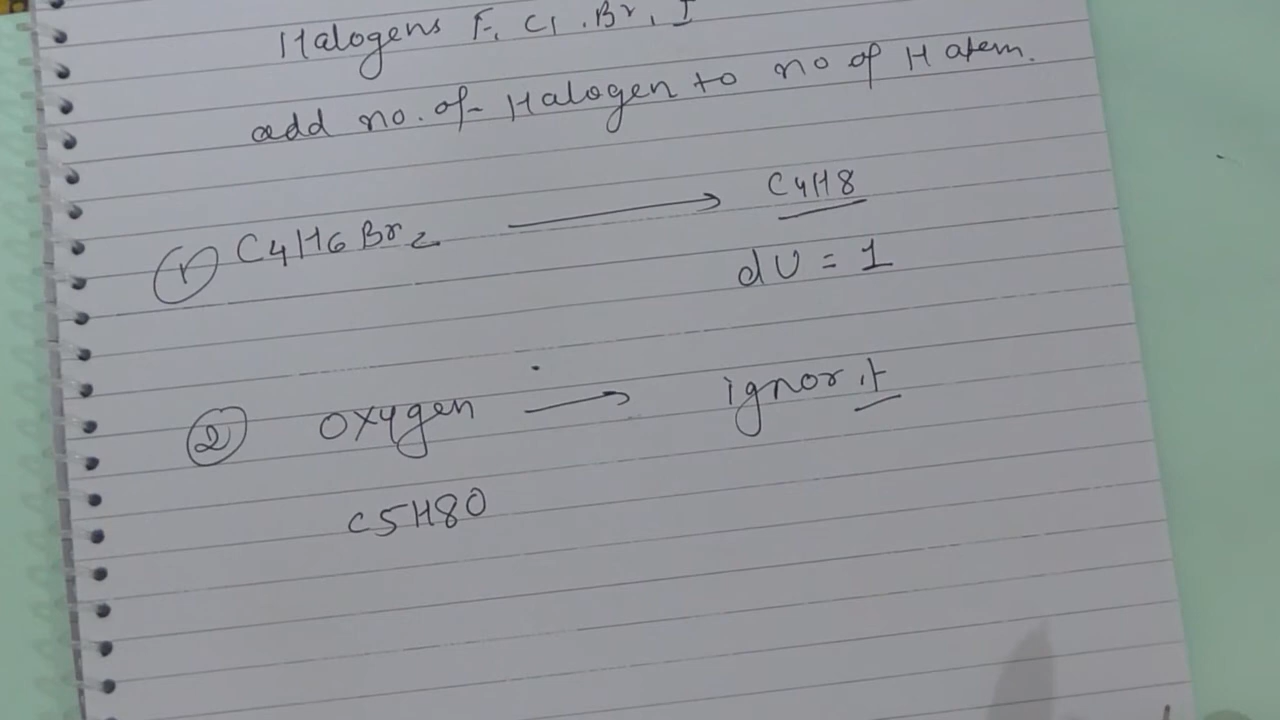 Halogens F, Cl, Br, I
add no. of Halogen to no of H atom.
① C4H6Br2 → C4H8
dU = 1
② oxygen → ignor it
C5H8O